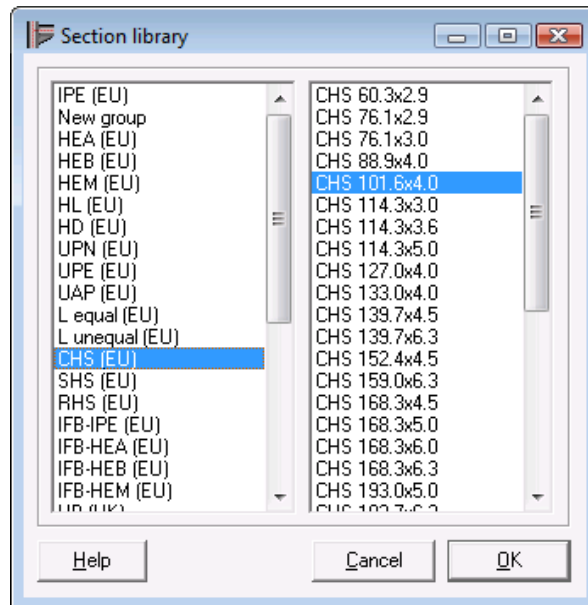 Section library
IPE (EU)
New group
HEA (EU)
HEB (EU)
HEM (EU)
HL (EU)
HD (EU)
UPN (EU)
UPE (EU)
UAP (EU)
L equal (EU)
L unequal (EU)
CHS (EU)
SHS (EU)
RHS (EU)
IFB-IPE (EU)
IFB-HEA (EU)
IFB-HEB (EU)
IFB-HEM (EU)
CHS 60.3x2.9
CHS 76.1x2.9
CHS 76.1x3.0
CHS 88.9x4.0
CHS 101.6x4.0
CHS 114.3x3.0
CHS 114.3x3.6
CHS 114.3x5.0
CHS 127.0x4.0
CHS 133.0x4.0
CHS 139.7x4.5
CHS 139.7x6.3
CHS 152.4x4.5
CHS 159.0x6.3
CHS 168.3x4.5
CHS 168.3x5.0
CHS 168.3x6.0
CHS 168.3x6.3
CHS 193.0x5.0
Help
Cancel
OK